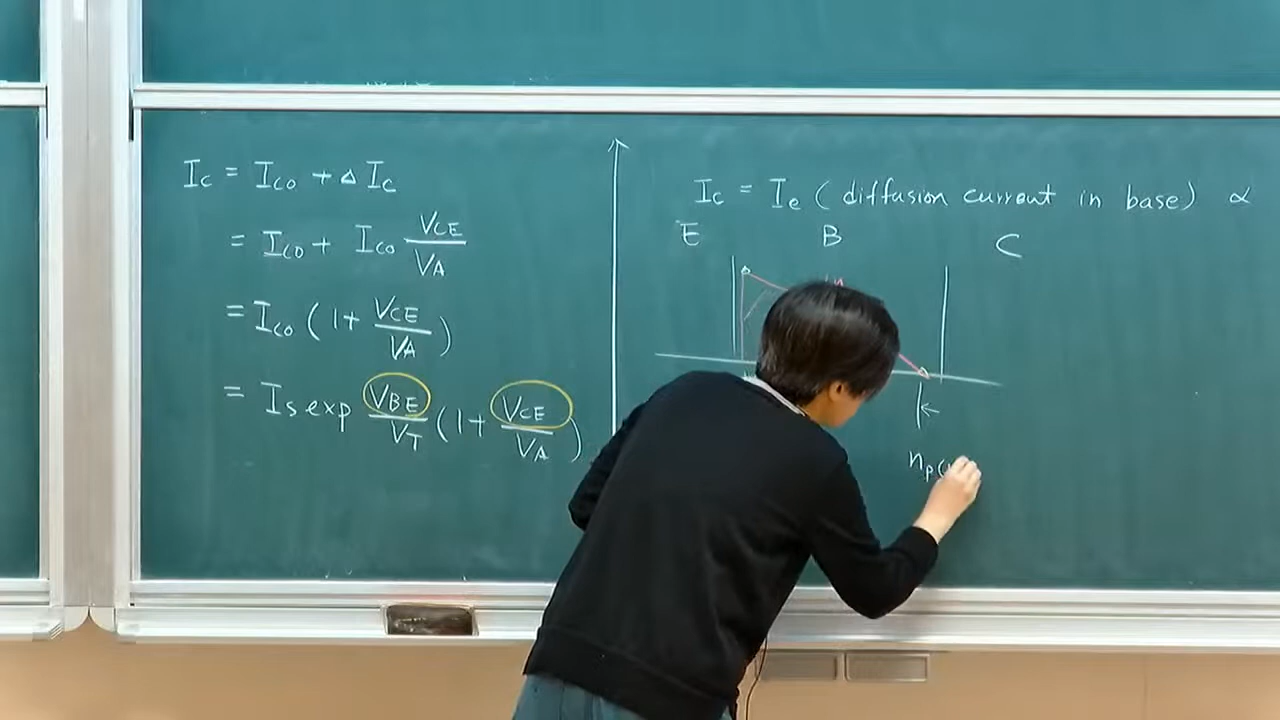 Ic = Ico + Δ Ic
= Ico + Ico VCE/VA
= Ico (1 + VCE/VA)
= Is exp VBE/VT (1 + VCE/VA)
Ic = Ie (diffusion current in base) ∝
E B C
np(